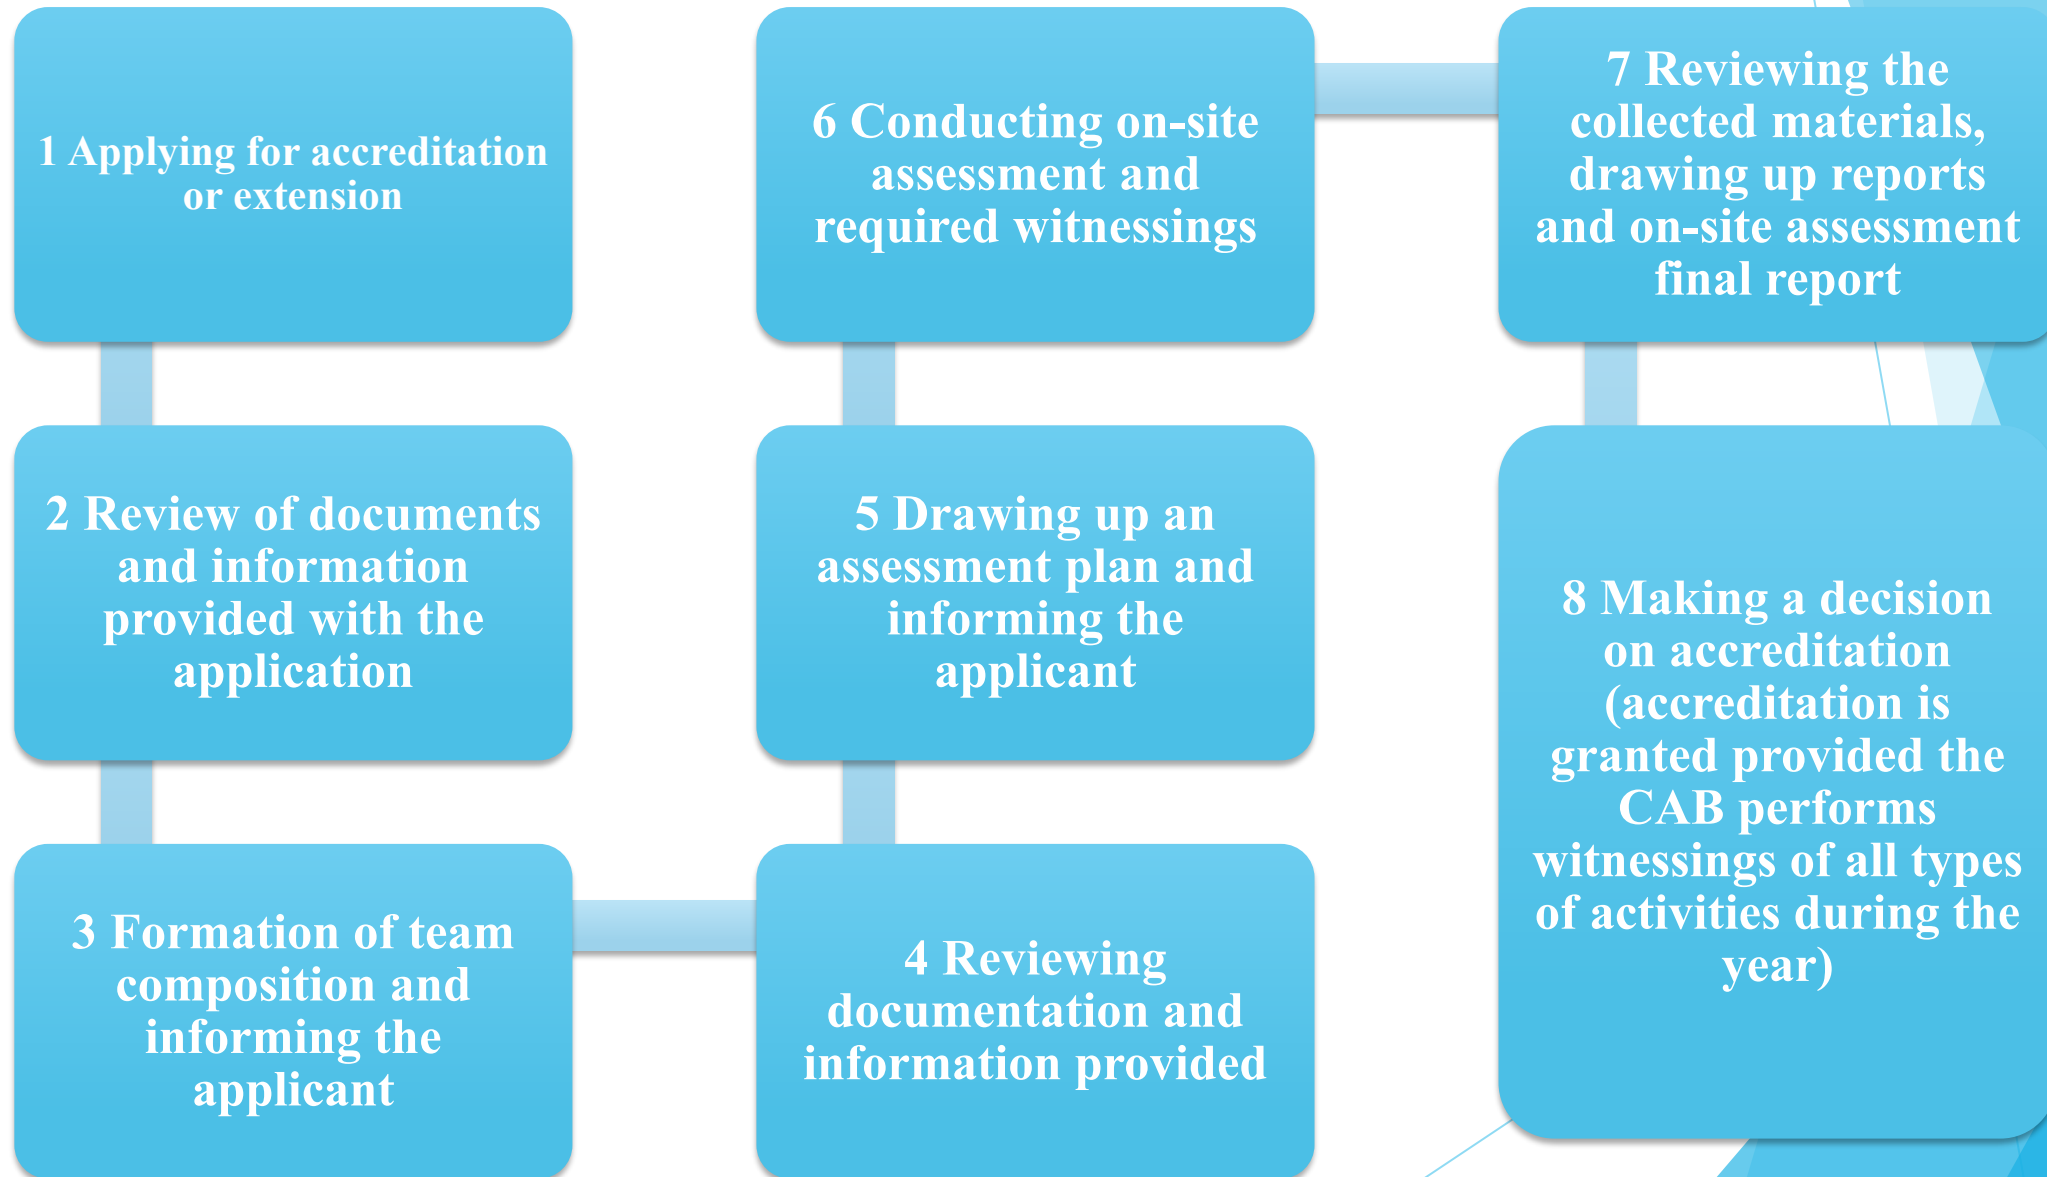 1 Applying for accreditation
or extension
2 Review of documents
and information
provided with the
application
3 Formation of team
composition and
informing the
applicant
4 Reviewing
documentation and
information provided
5 Drawing up an
assessment plan and
informing the
applicant
6 Conducting on-site
assessment and
required witnessings
7 Reviewing the
collected materials,
drawing up reports
and on-site assessment
final report
8 Making a decision
on accreditation
(accreditation is
granted provided the
CAB performs
witnessings of all types
of activities during the
year)